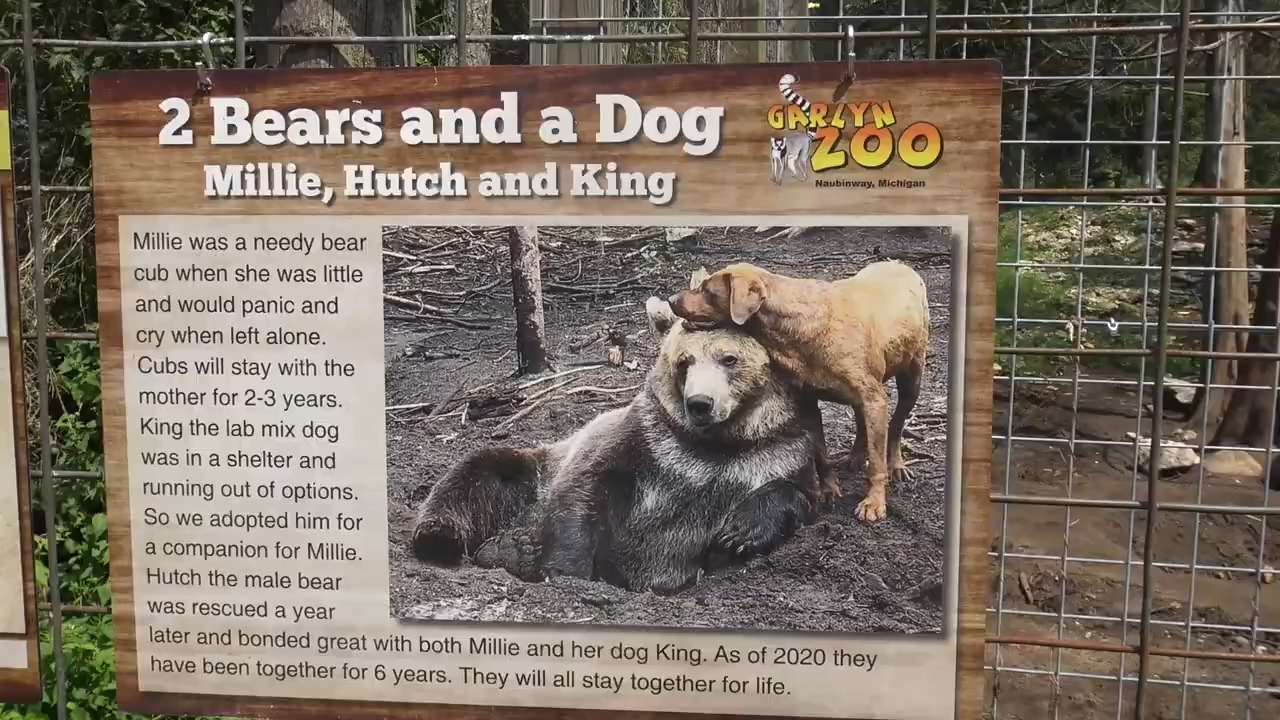 2 Bears and a Dog
Millie, Hutch and King
GARLYN
ZOO
Naubinway, Michigan
Millie was a needy bear
cub when she was little
and would panic and
cry when left alone.
Cubs will stay with the
mother for 2-3 years.
King the lab mix dog
was in a shelter and
running out of options.
So we adopted him for
a companion for Millie.
Hutch the male bear
was rescued a year
later and bonded great with both Millie and her dog King. As of 2020 they
have been together for 6 years. They will all stay together for life.